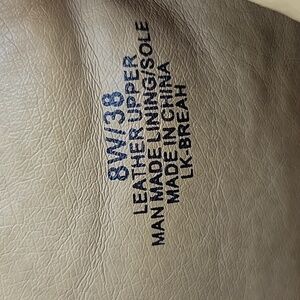 8W/38
LEATHER UPPER
MAN MADE LINING/SOLE
MADE IN CHINA
LK-BREAH